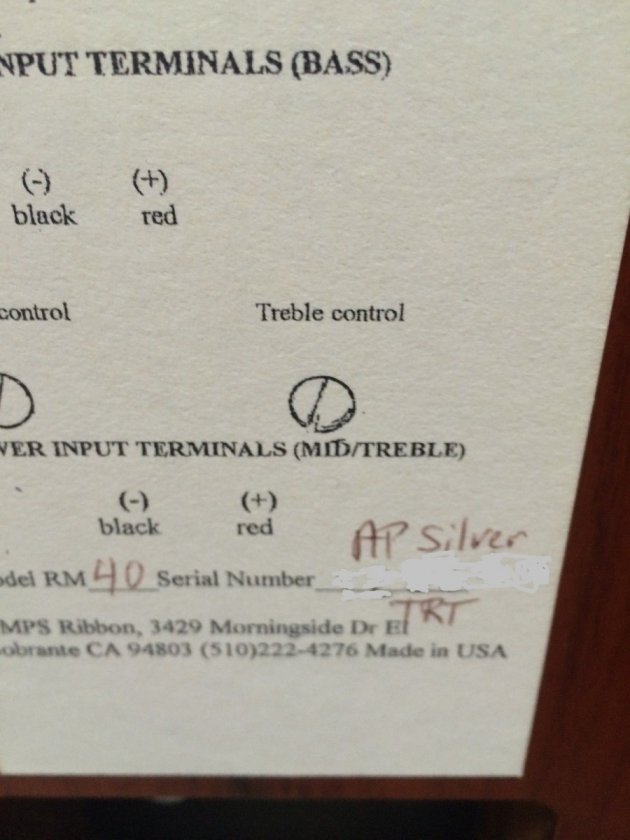 NPUT TERMINALS (BASS)
(-) (+)
black red
control Treble control
WER INPUT TERMINALS (MID/TREBLE)
(-) (+)
black red
AP Silver
odel RM 40 Serial Number
TRT
MPS Ribbon, 3429 Morningside Dr El
obrante CA 94803 (510)222-4276 Made in USA